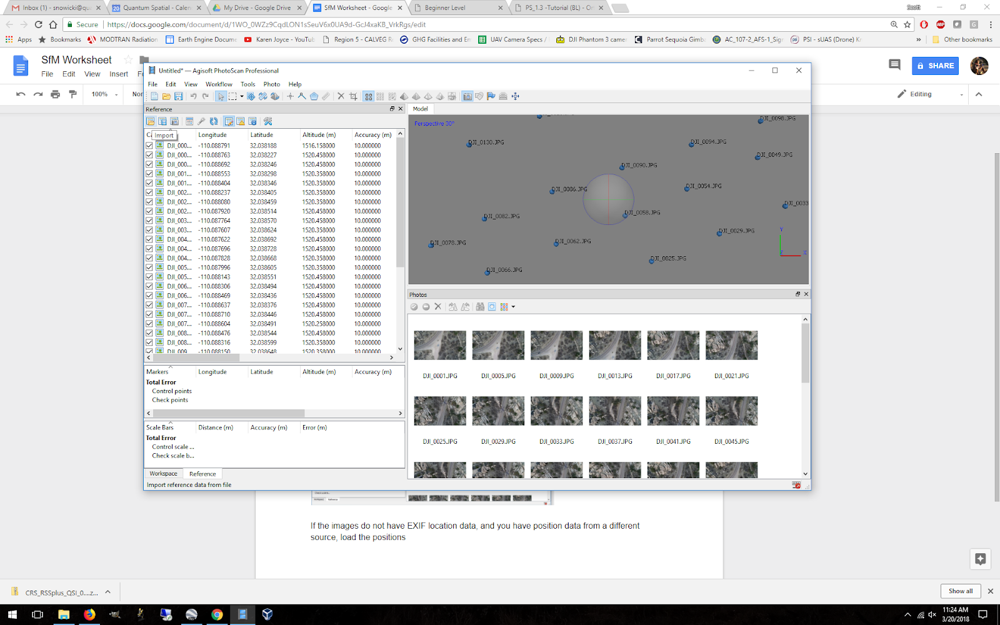 Inbox (1) - snowicki@qu
Quantum Spatial - Calen
My Drive - Google Drive
SfM Worksheet - Google
Beginner Level
PS_1.3 -Tutorial (BL) - Or
Scott
Secure
https://docs.google.com/document/d/1WO_0WZz9CqdLON1sSeuV6x0UA9d-GcJ4xaKB_VrkRgs/edit
Apps
Bookmarks
MODTRAN Radiation
Earth Engine Docume
Karen Joyce - YouTub
Region 5 - CALVEG R
GHG Facilities and Em
UAV Camera Specs /
DJI Phantom 3 camer
Parrot Sequoia Gimba
AC_107-2_AFS-1_Sig
PSI - sUAS (Drone) Kr
»
Other bookmarks
SfM Worksheet
File Edit View Insert
SHARE
100%
Nor
Editing
Untitled* — Agisoft PhotoScan Professional
File Edit View Workflow Tools Photo Help
Reference
Import
Longitude Latitude Altitude (m) Accuracy (m)
DJI_000... -110.088791 32.038188 1516.158000 10.000000
DJI_000... -110.088763 32.038227 1520.458000 10.000000
DJI_000... -110.088692 32.038246 1520.458000 10.000000
DJI_001... -110.088553 32.038298 1520.358000 10.000000
DJI_001... -110.088404 32.038346 1520.358000 10.000000
DJI_002... -110.088237 32.038405 1520.458000 10.000000
DJI_002... -110.088080 32.038459 1520.458000 10.000000
DJI_002... -110.087920 32.038514 1520.458000 10.000000
DJI_003... -110.087764 32.038570 1520.358000 10.000000
DJI_003... -110.087607 32.038624 1520.358000 10.000000
DJI_004... -110.087622 32.038692 1520.458000 10.000000
DJI_004... -110.087696 32.038728 1520.458000 10.000000
DJI_004... -110.087828 32.038668 1520.358000 10.000000
DJI_005... -110.087996 32.038605 1520.358000 10.000000
DJI_005... -110.088143 32.038551 1520.458000 10.000000
DJI_006... -110.088306 32.038494 1520.458000 10.000000
DJI_006... -110.088469 32.038436 1520.458000 10.000000
DJI_007... -110.088637 32.038376 1520.458000 10.000000
DJI_007... -110.088710 32.038446 1520.458000 10.000000
DJI_007... -110.088604 32.038491 1520.258000 10.000000
DJI_008... -110.088476 32.038544 1520.458000 10.000000
DJI_008... -110.088316 32.038599 1520.358000 10.000000
DJI_009... -110.088150 32.038648 1520.358000 10.000000
Markers Longitude Latitude Altitude (m) Accuracy (m)
Total Error
Control points
Check points
Scale Bars Distance (m) Accuracy (m) Error (m)
Total Error
Control scale ...
Check scale b...
Workspace Reference
Import reference data from file
Model
Perspective 30°
DJI_0098.JPG
DJI_0130.JPG
DJI_0094.JPG
DJI_0049.JPG
DJI_0090.JPG
DJI_0086.JPG
DJI_0054.JPG
DJI_0033
DJI_0058.JPG
DJI_0082.JPG
DJI_0029.JPG
DJI_0078.JPG
DJI_0062.JPG
DJI_0025.JPG
DJI_0066.JPG
Y
Z X
Photos
DJI_0001.JPG DJI_0005.JPG DJI_0009.JPG DJI_0013.JPG DJI_0017.JPG DJI_0021.JPG
DJI_0025.JPG DJI_0029.JPG DJI_0033.JPG DJI_0037.JPG DJI_0041.JPG DJI_0045.JPG
If the images do not have EXIF location data, and you have position data from a different
source, load the positions
CRS_RSSplus_QSI_0....z...
Show all
11:24 AM
3/20/2018